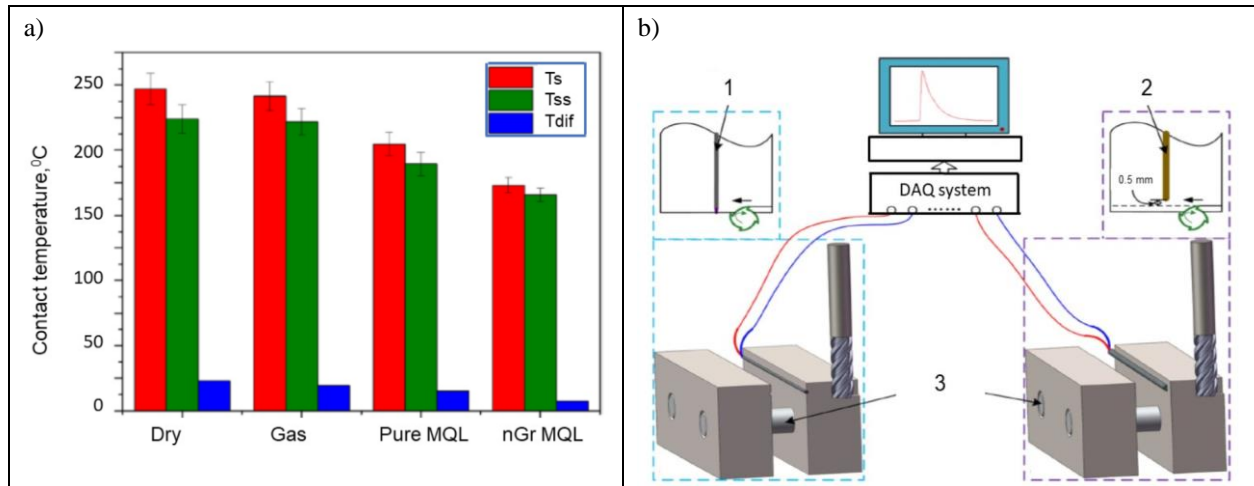 a)
Contact temperature,⁰C
250
200
150
100
50
0
Ts
Tss
Tdif
Dry
Gas
Pure MQL
nGr MQL
b)
1
2
0.5 mm
DAQ system
3